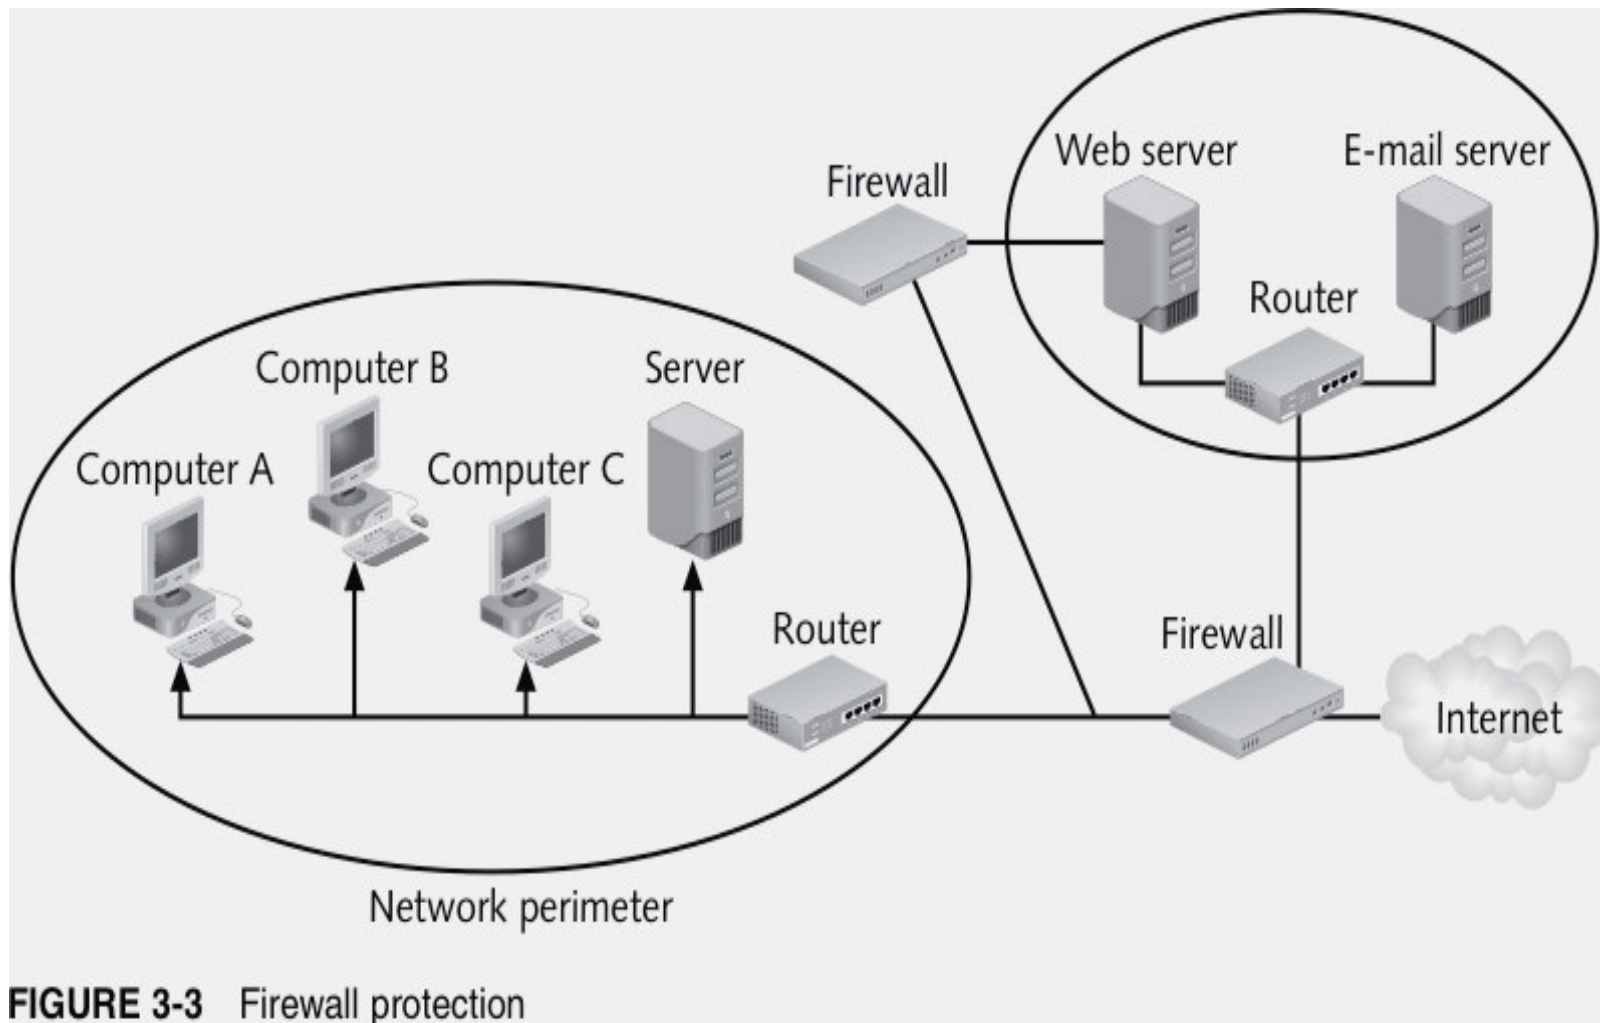 Web server
E-mail server
Firewall
Router
Computer B
Server
Computer A
Computer C
Router
Firewall
Internet
Network perimeter
FIGURE 3-3 Firewall protection